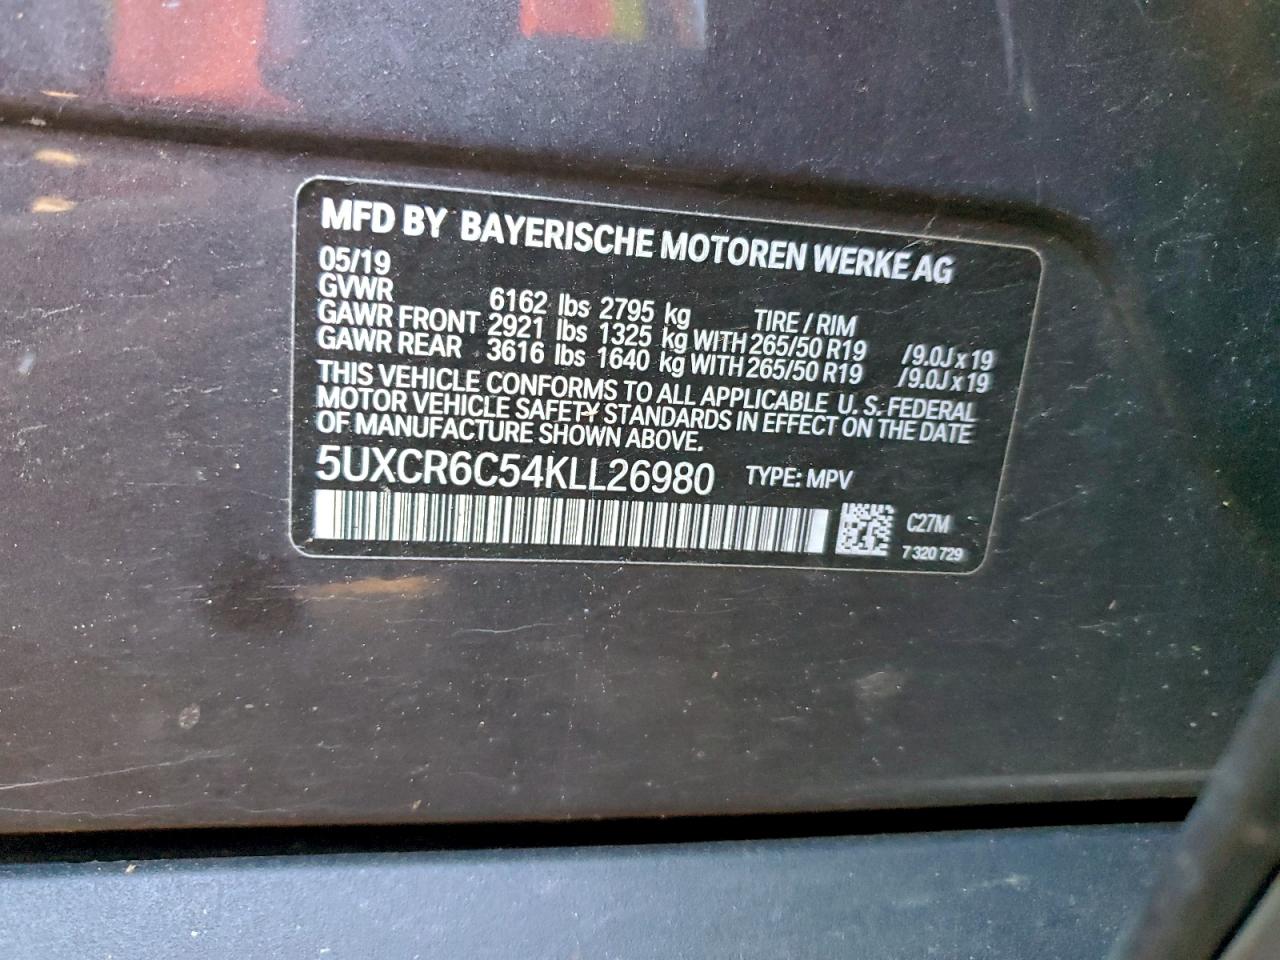 MFD BY BAYERISCHE MOTOREN WERKE AG
05/19
GVWR 6162 lbs 2795 kg TIRE / RIM
GAWR FRONT 2921 lbs 1325 kg WITH 265/50 R19 /9.0J x 19
GAWR REAR 3616 lbs 1640 kg WITH 265/50 R19 /9.0J x 19
THIS VEHICLE CONFORMS TO ALL APPLICABLE U. S. FEDERAL
MOTOR VEHICLE SAFETY STANDARDS IN EFFECT ON THE DATE
OF MANUFACTURE SHOWN ABOVE.
5UXCR6C54KLL26980 TYPE: MPV
C27M
7 320 729